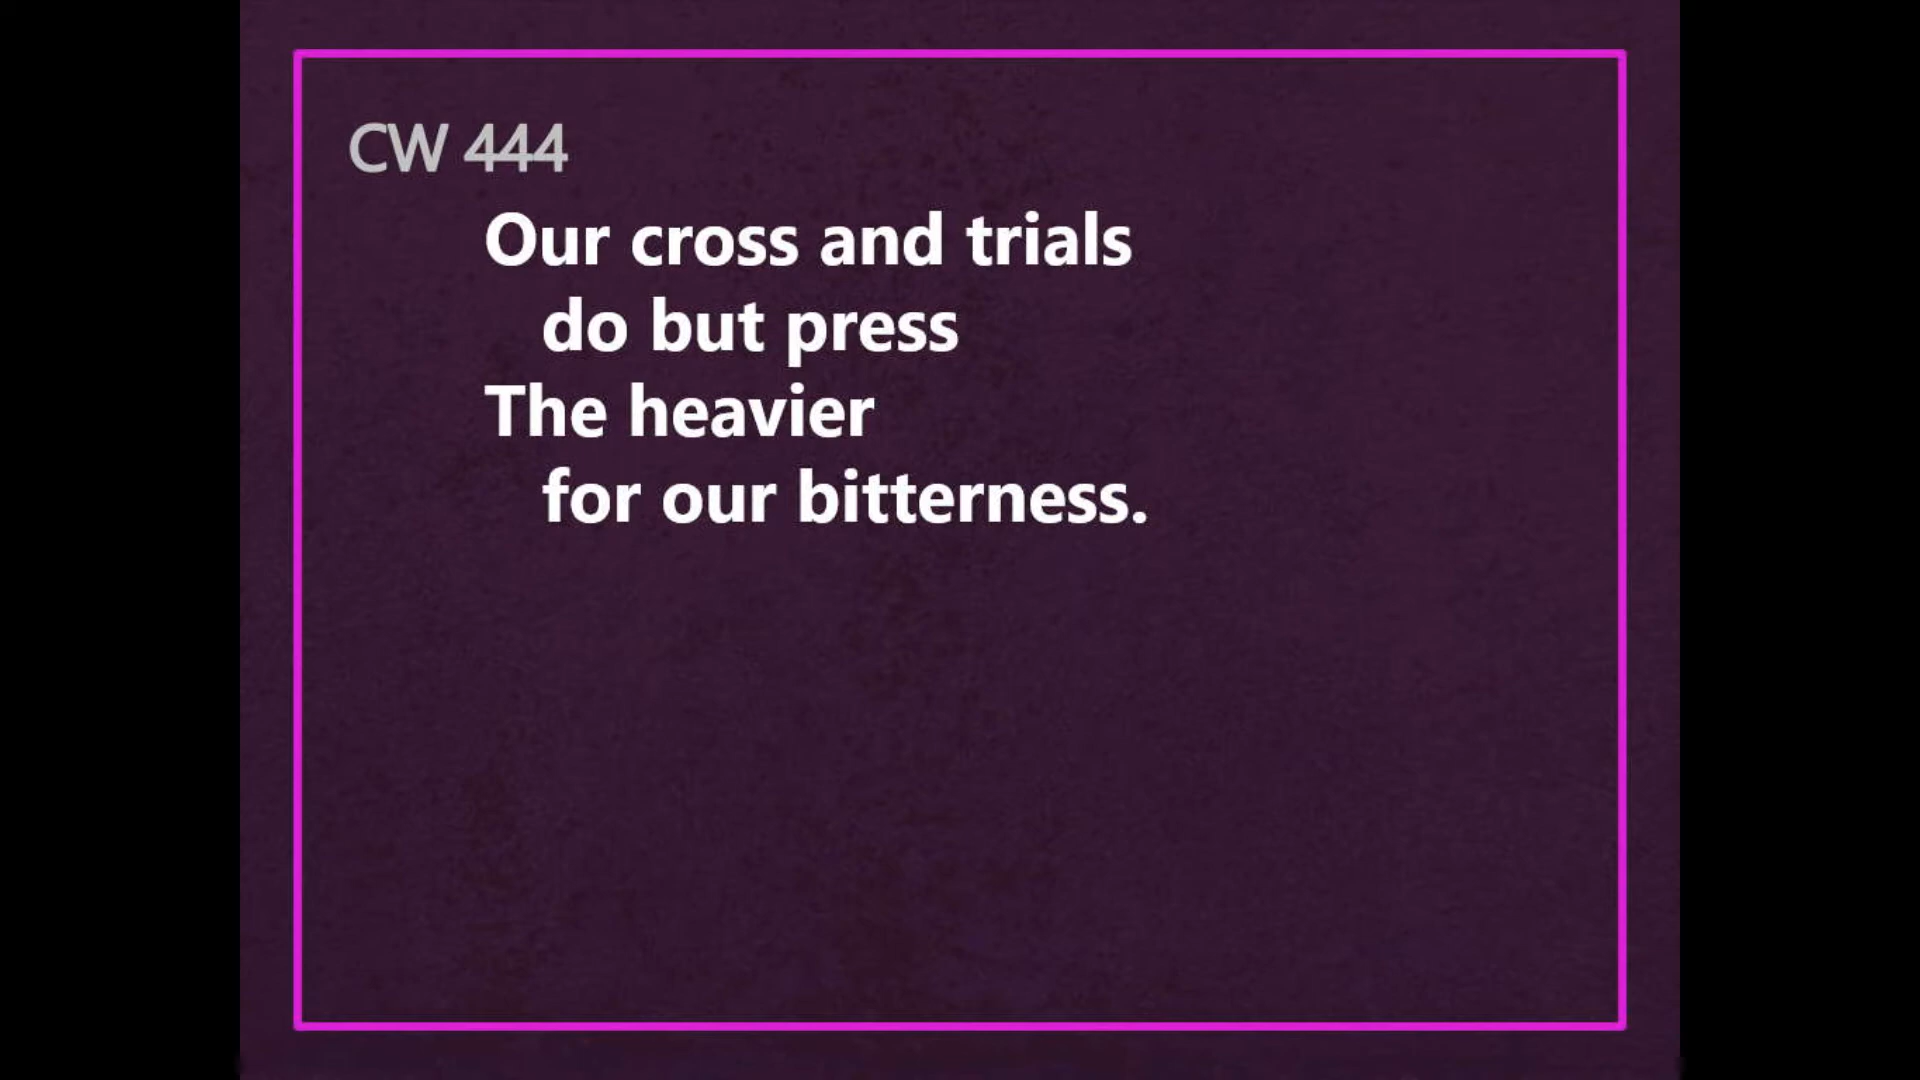 CW 444
Our cross and trials
do but press
The heavier
for our bitterness.